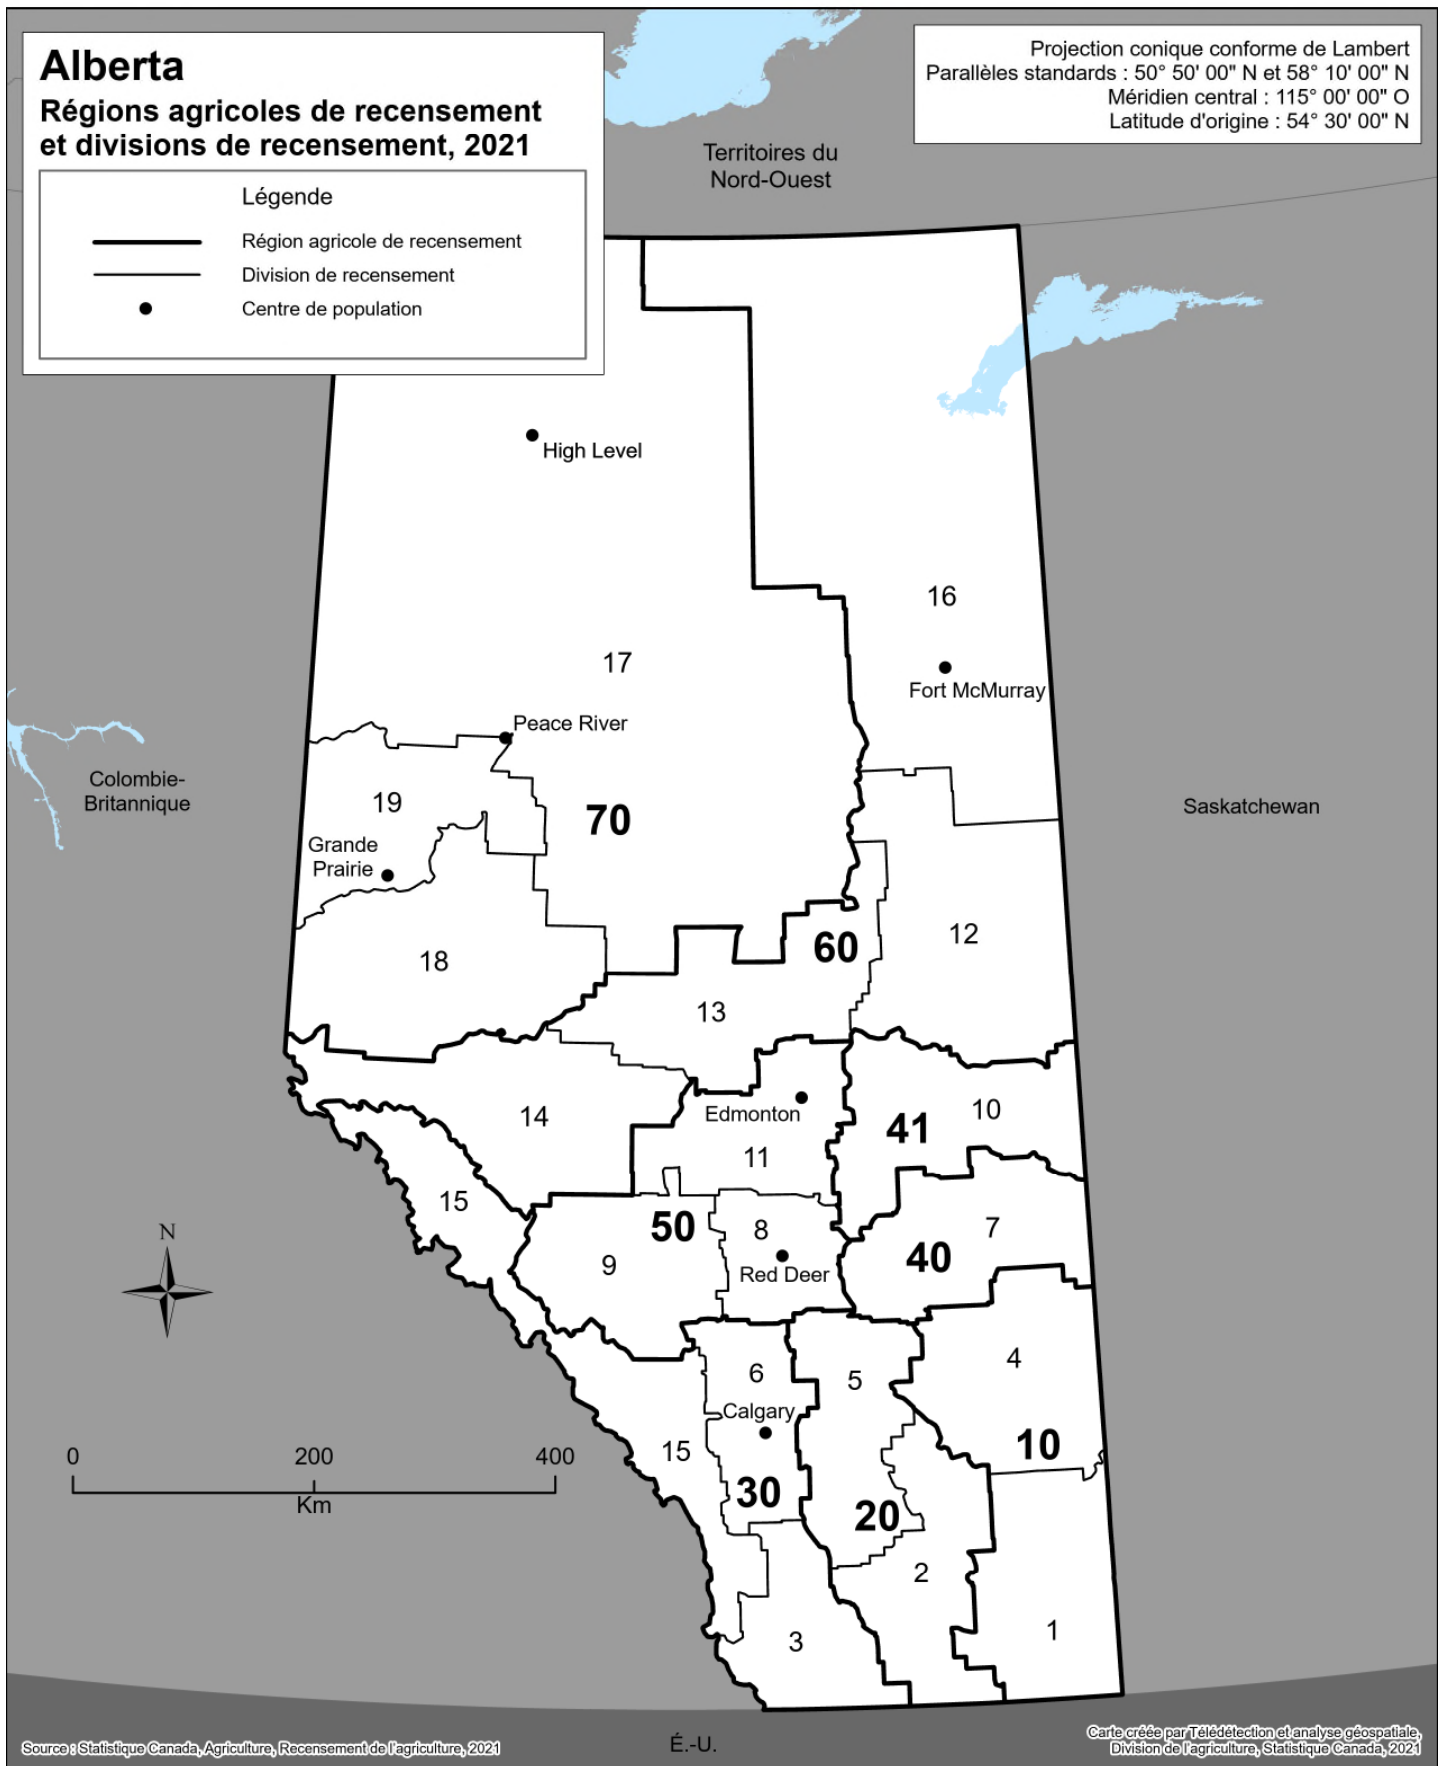 Alberta
Régions agricoles de recensement
et divisions de recensement, 2021
Légende
Région agricole de recensement
Division de recensement
Centre de population
Projection conique conforme de Lambert
Parallèles standards : 50° 50' 00" N et 58° 10' 00" N
Méridien central : 115° 00' 00" O
Latitude d'origine : 54° 30' 00" N
Territoires du
Nord-Ouest
High Level
16
17
Fort McMurray
Peace River
Colombie-
Britannique
19
70
Saskatchewan
Grande
Prairie
18
60
12
13
14
Edmonton
41
10
11
15
N
50
8
7
9
Red Deer
40
6
5
4
Calgary
15
10
0
200
400
Km
30
20
2
3
1
É.-U.
Source : Statistique Canada, Agriculture, Recensement de l'agriculture, 2021
Carte créée par Télédétection et analyse géospatiale,
Division de l'agriculture, Statistique Canada, 2021